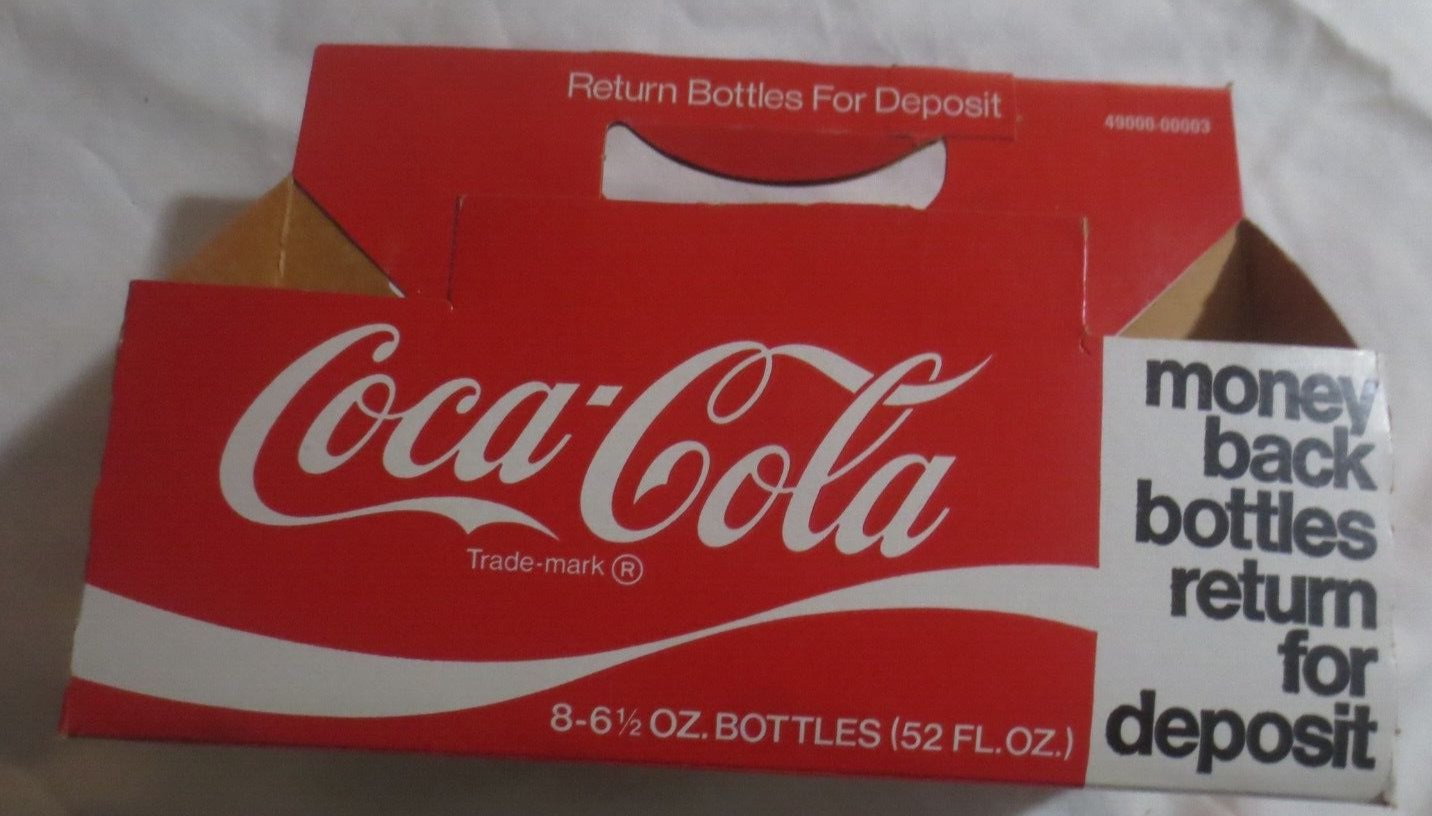 Return Bottles For Deposit
49000-00003
Coca-Cola
Trade-mark ®
8-6½ OZ. BOTTLES (52 FL. OZ.)
money
back
bottles
return
for
deposit